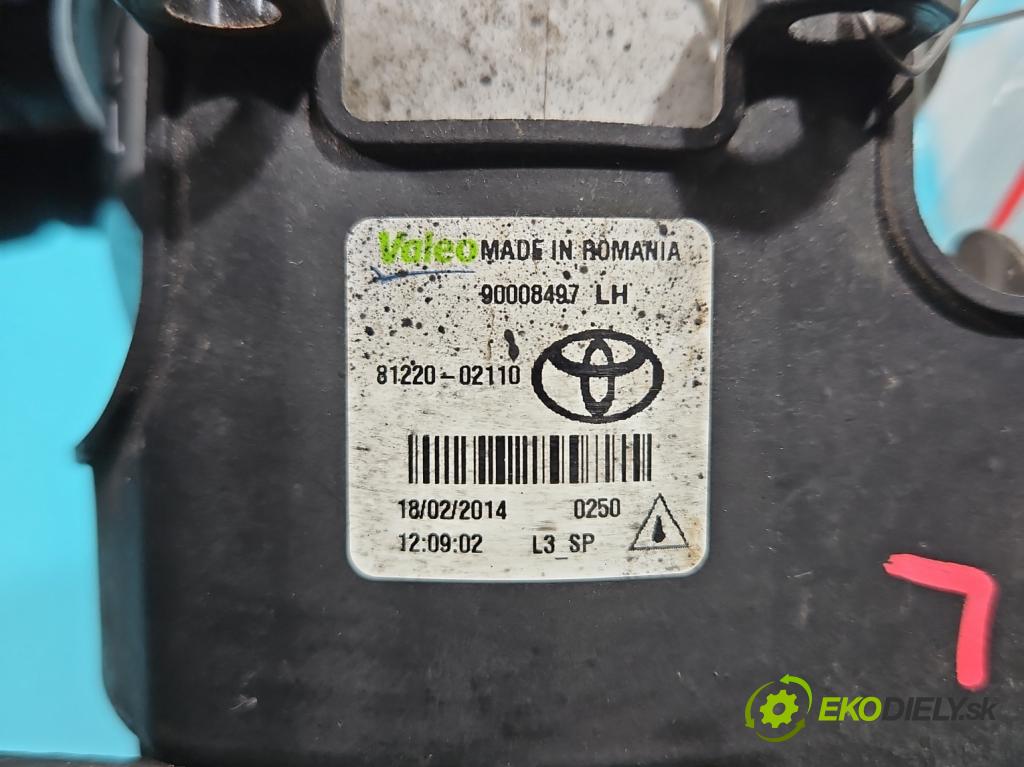 Valeo MADE IN ROMANIA
90008497 LH
81220-02110
18/02/2014 0250
12:09:02 L3_SP
L
EKODIELY.sk